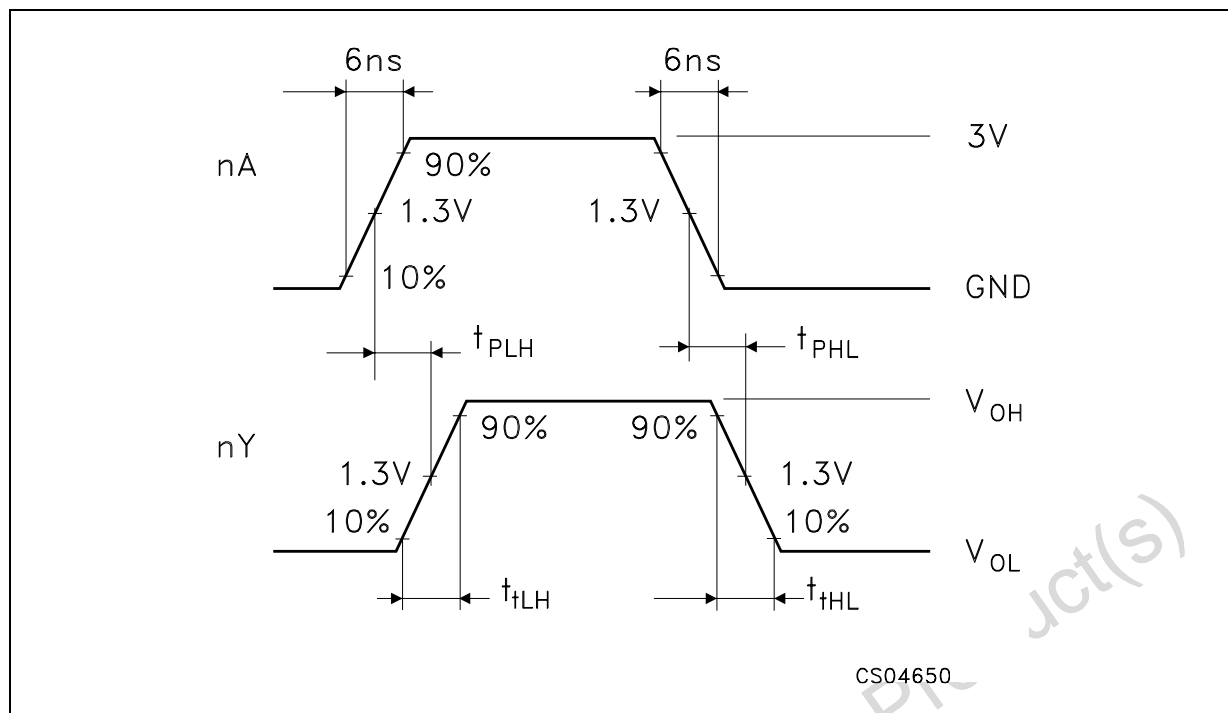 6ns 6ns
3V
nA
90%
1.3V 1.3V
10%
GND
tPLH tPHL
VOH
90% 90%
nY
1.3V 1.3V
10% 10%
VOL
ttLH ttHL
CS04650